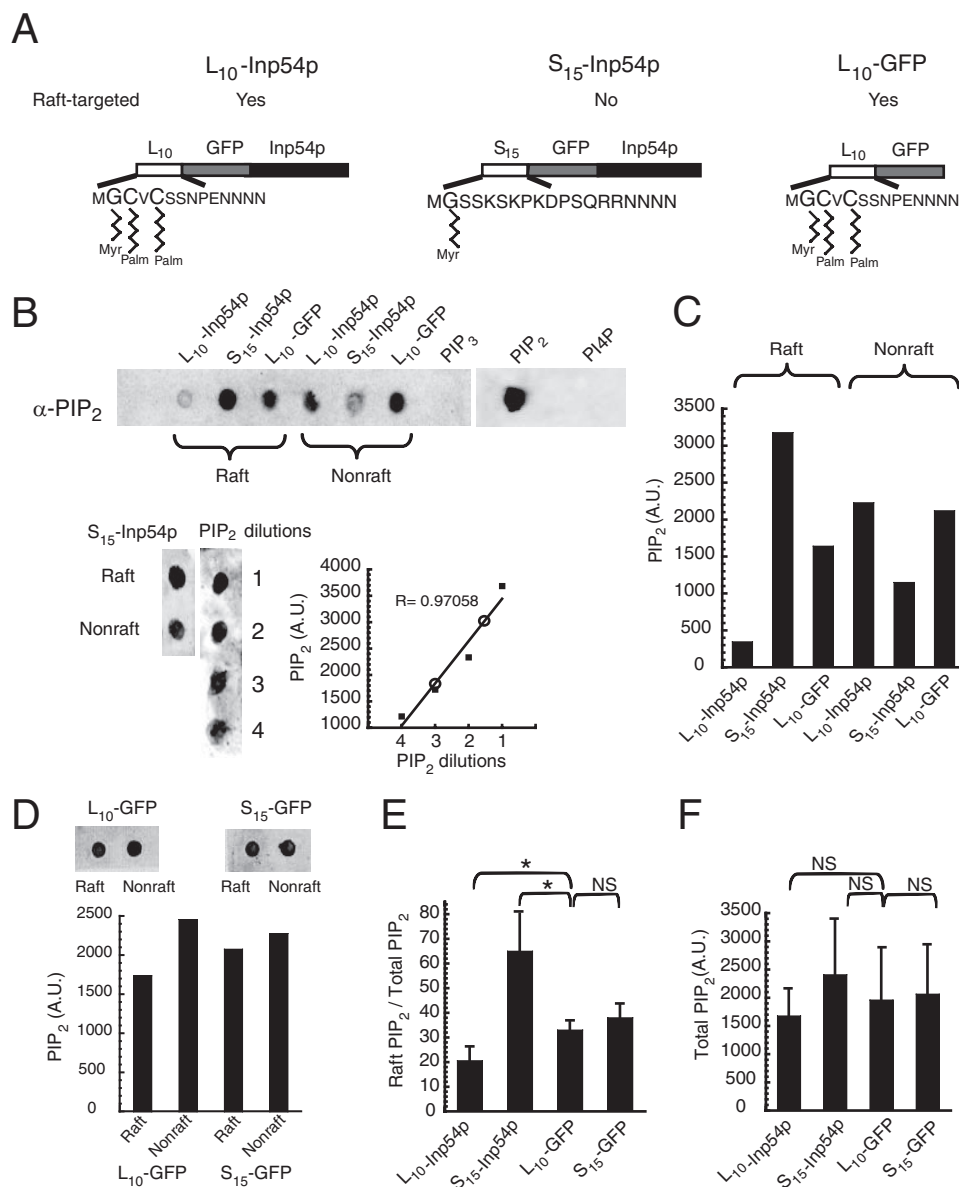 A
L10-Inp54p S15-Inp54p L10-GFP
Raft-targeted Yes No Yes
L10 GFP Inp54p S15 GFP Inp54p L10 GFP
MGCVCSSNPENNNN MGSSKSKPKDPSQRRNNNN MGCVCSSNPENNNN
Myr Palm Palm Myr Myr Palm Palm
B
L10-Inp54p S15-Inp54p L10-GFP L10-Inp54p S15-Inp54p L10-GFP PIP3 PIP2 PI4P
α-PIP2
Raft Nonraft
S15-Inp54p PIP2 dilutions
Raft 1
Nonraft 2
3
4
4000
3500
3000
2500
2000
1500
1000
PIP2 (A.U.)
R= 0.97058
4 3 2 1
PIP2 dilutions
C
Raft Nonraft
3500
3000
2500
2000
1500
1000
500
0
PIP2 (A.U.)
L10-Inp54p S15-Inp54p L10-GFP L10-Inp54p S15-Inp54p L10-GFP
D
L10-GFP S15-GFP
Raft Nonraft Raft Nonraft
2500
2000
1500
1000
500
0
PIP2 (A.U.)
Raft Nonraft Raft Nonraft
L10-GFP S15-GFP
E
* * NS
80
60
40
30
20
10
0
Raft PIP2 / Total PIP2
L10-Inp54p S15-Inp54p L10-GFP S15-GFP
F
NS NS NS
3500
3000
2500
2000
1500
1000
500
0
Total PIP2(A.U.)
L10-Inp54p S15-Inp54p L10-GFP S15-GFP